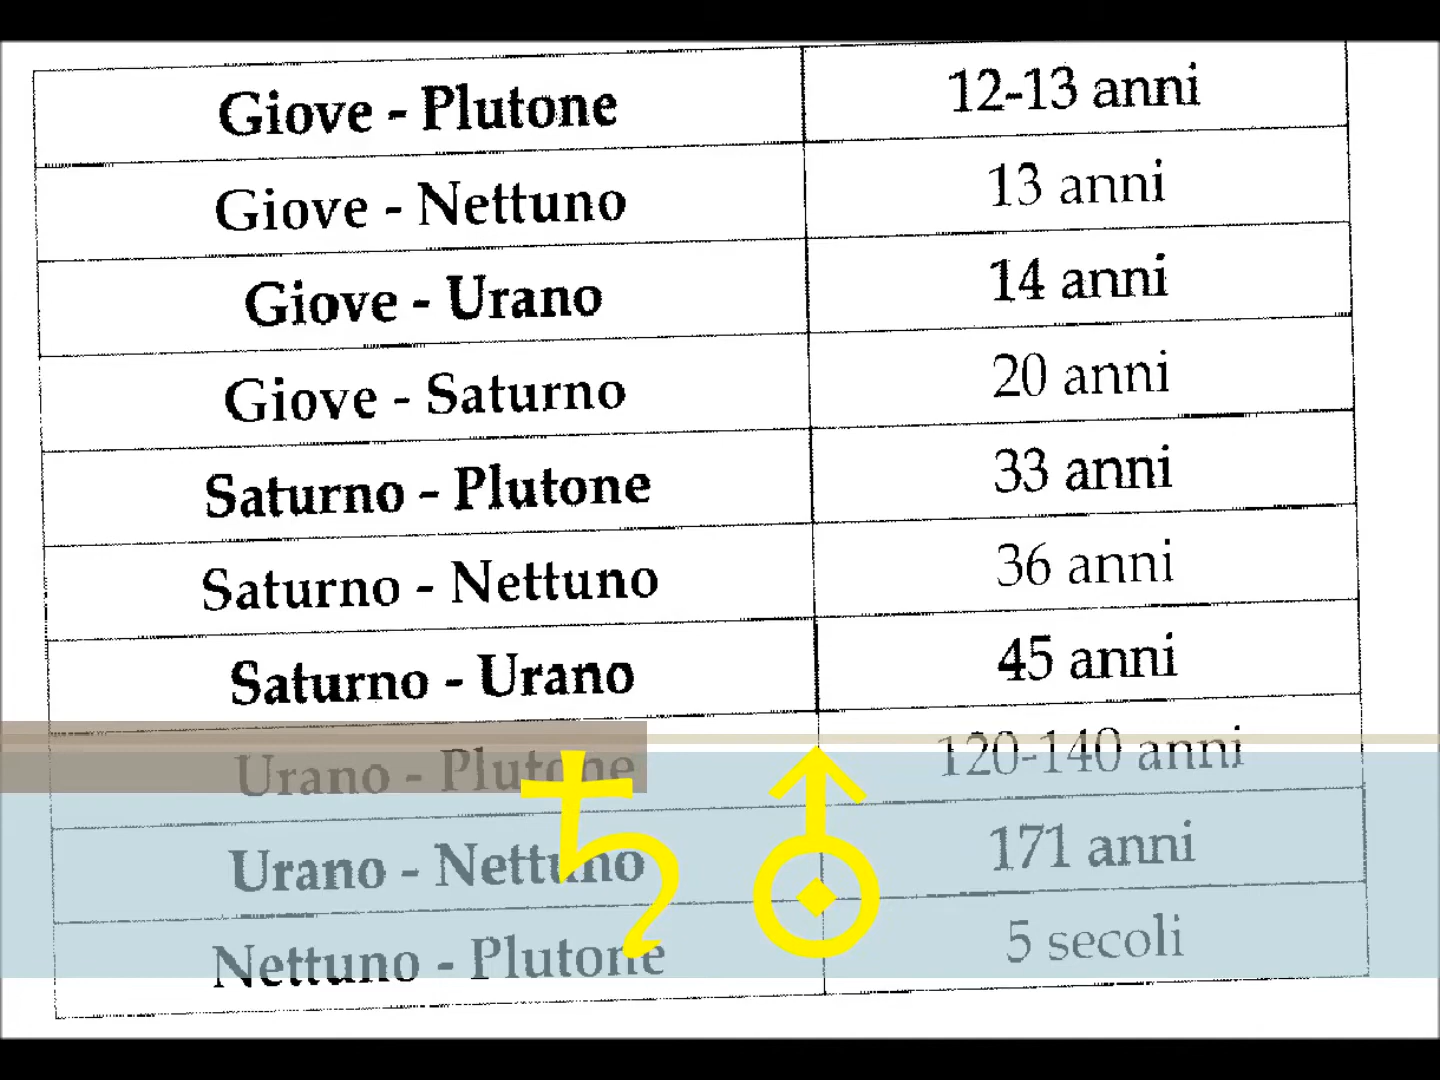 Giove - Plutone 12-13 anni
Giove - Nettuno 13 anni
Giove - Urano 14 anni
Giove - Saturno 20 anni
Saturno - Plutone 33 anni
Saturno - Nettuno 36 anni
Saturno - Urano 45 anni
Urano - Plutone 120-140 anni
Urano - Nettuno 171 anni
Nettuno - Plutone 5 secoli
♄ ⛢